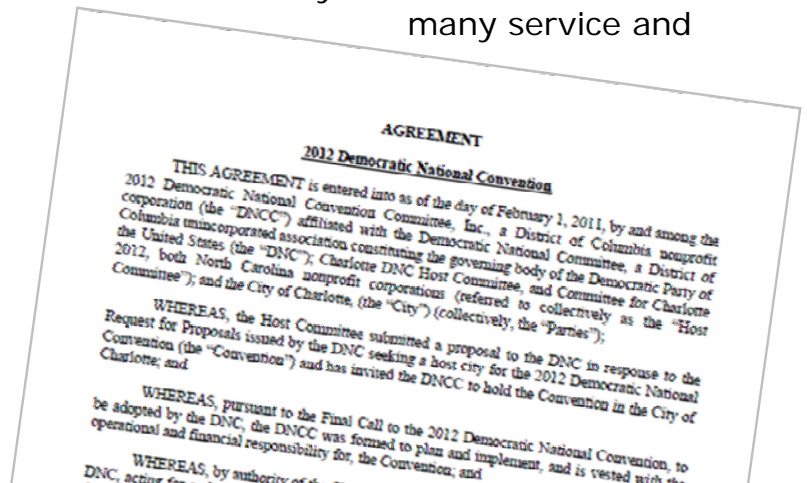 many service and
AGREEMENT
2012 Democratic National Convention
THIS AGREEMENT is entered into as of the day of February 1, 2011, by and among the
2012 Democratic National Convention Committee, Inc., a District of Columbia nonprofit
corporation (the “DNCC”) affiliated with the Democratic National Committee, a District of
Columbia unincorporated association constituting the governing body of the Democratic Party of
the United States (the “DNC”); Charlotte DNC Host Committee, and Committee for Charlotte
2012, both North Carolina nonprofit corporations (referred to collectively as the “Host
Committee”); and the City of Charlotte, (the “City”) (collectively, the “Parties”);
WHEREAS, the Host Committee submitted a proposal to the DNC in response to the
Request for Proposals issued by the DNC seeking a host city for the 2012 Democratic National
Convention (the “Convention”) and has invited the DNCC to hold the Convention in the City of
Charlotte; and
WHEREAS, pursuant to the Final Call to the 2012 Democratic National Convention, to
be adopted by the DNC, the DNCC was formed to plan and implement, and is vested with the
operational and financial responsibility for, the Convention; and
WHEREAS, by authority of the
DNC, acting for